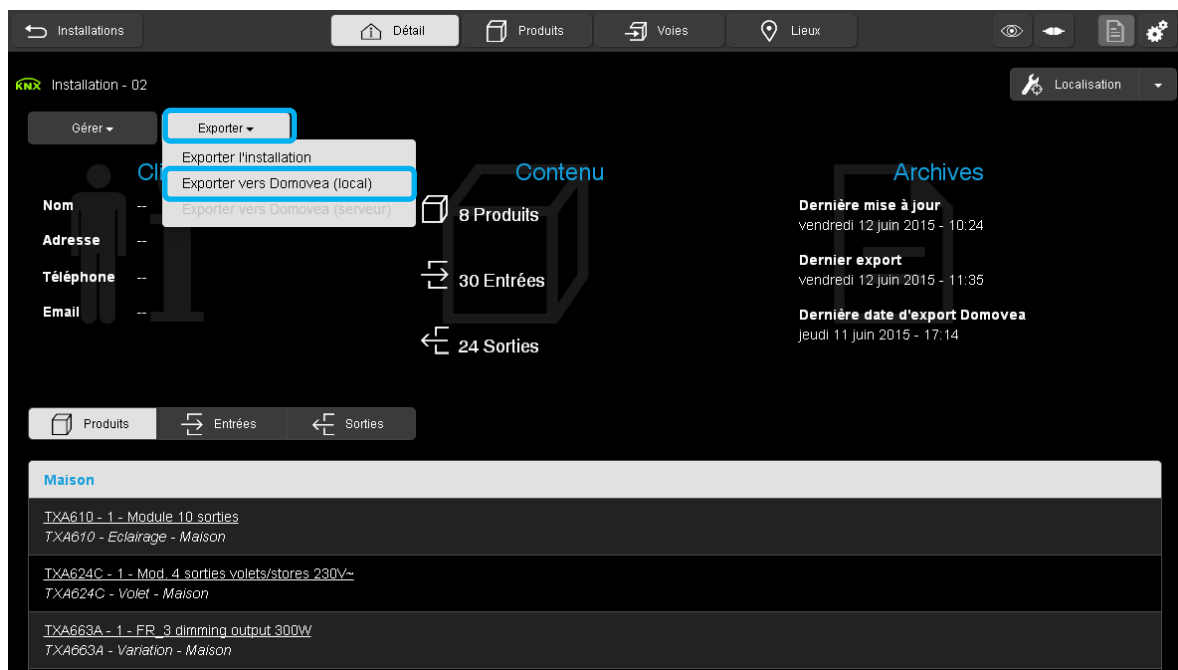 Installations
Détail
Produits
Voies
Lieux
KNX Installation - 02
Localisation
Gérer
Exporter
Exporter l'installation
Exporter vers Domovea (local)
Exporter vers Domovea (serveur)
Cli
Nom --
Adresse --
Téléphone --
Email --
Contenu
8 Produits
30 Entrées
24 Sorties
Archives
Dernière mise à jour
vendredi 12 juin 2015 - 10:24
Dernier export
vendredi 12 juin 2015 - 11:35
Dernière date d'export Domovea
jeudi 11 juin 2015 - 17:14
Produits
Entrées
Sorties
Maison
TXA610 - 1 - Module 10 sorties
TXA610 - Eclairage - Maison
TXA624C - 1 - Mod. 4 sorties volets/stores 230V~
TXA624C - Volet - Maison
TXA663A - 1 - FR_3 dimming output 300W
TXA663A - Variation - Maison